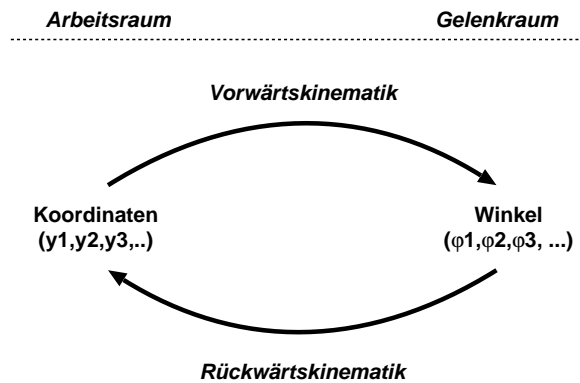 Arbeitsraum
Gelenkraum
Vorwärtskinematik
Koordinaten
(y1,y2,y3,..)
Winkel
(φ1,φ2,φ3, ...)
Rückwärtskinematik